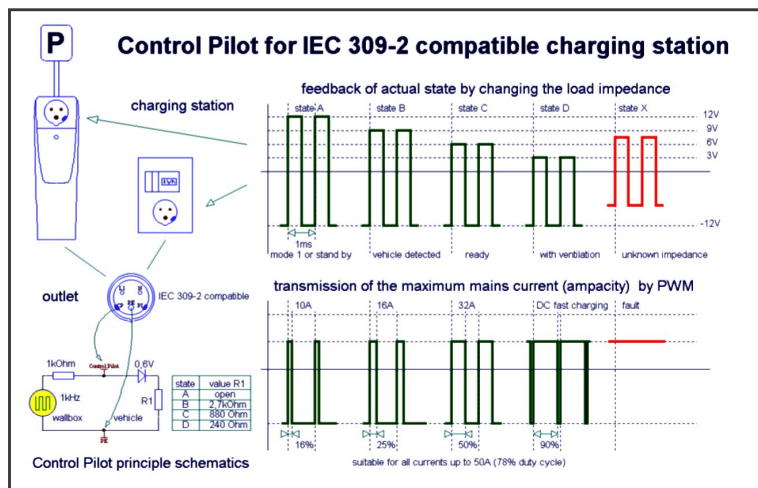 P
Control Pilot for IEC 309-2 compatible charging station
feedback of actual state by changing the load impedance
charging station
state A state B state C state D state X
12V
9V
6V
3V
-12V
1ms
mode 1 or stand by vehicle detected ready with ventilation unknown impedance
outlet
IEC 309-2 compatible
transmission of the maximum mains current (ampacity) by PWM
10A 16A 32A DC fast charging fault
1kOhm
Control Pilot
0,6V
1kHz
wallbox
vehicle
R1
PE
state value R1
A open
B 2,7kOhm
C 880 Ohm
D 240 Ohm
16% 25% 50% 90%
Control Pilot principle schematics
suitable for all currents up to 50A (78% duty cycle)